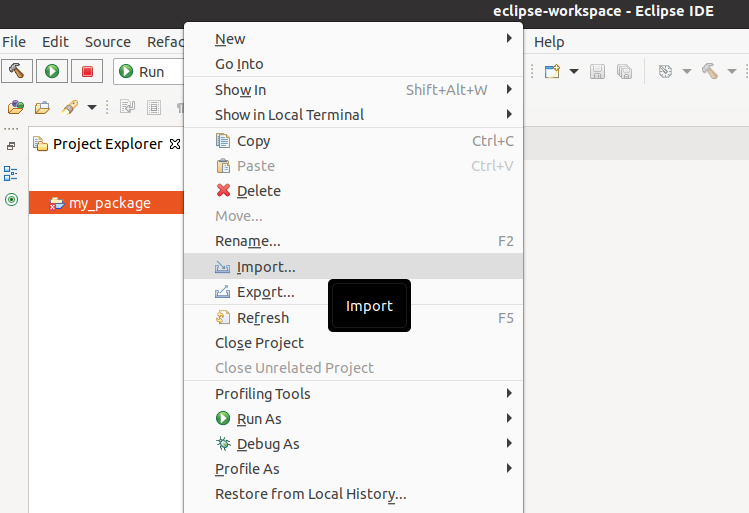 eclipse-workspace - Eclipse IDE
File Edit Source Refac Help
Run
Project Explorer
my_package
New
Go Into
Show In Shift+Alt+W
Show in Local Terminal
Copy Ctrl+C
Paste Ctrl+V
Delete
Move...
Rename... F2
Import...
Export...
Import
Refresh F5
Close Project
Close Unrelated Project
Profiling Tools
Run As
Debug As
Profile As
Restore from Local History...